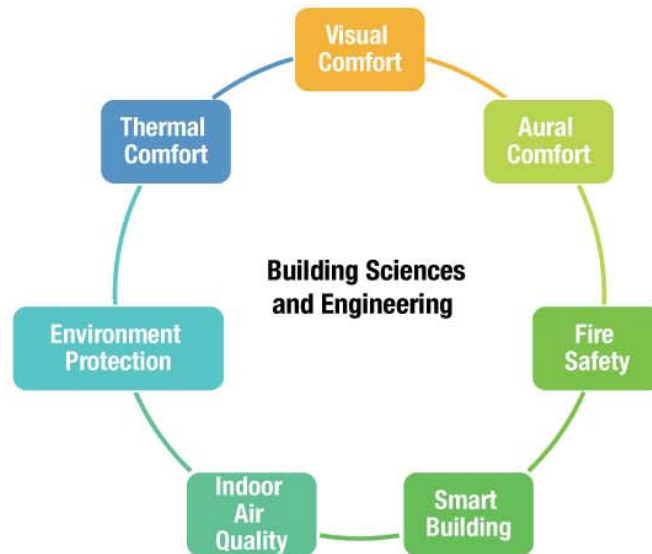 Visual
Comfort
Thermal
Comfort
Aural
Comfort
Building Sciences
and Engineering
Environment
Protection
Fire
Safety
Indoor
Air
Quality
Smart
Building